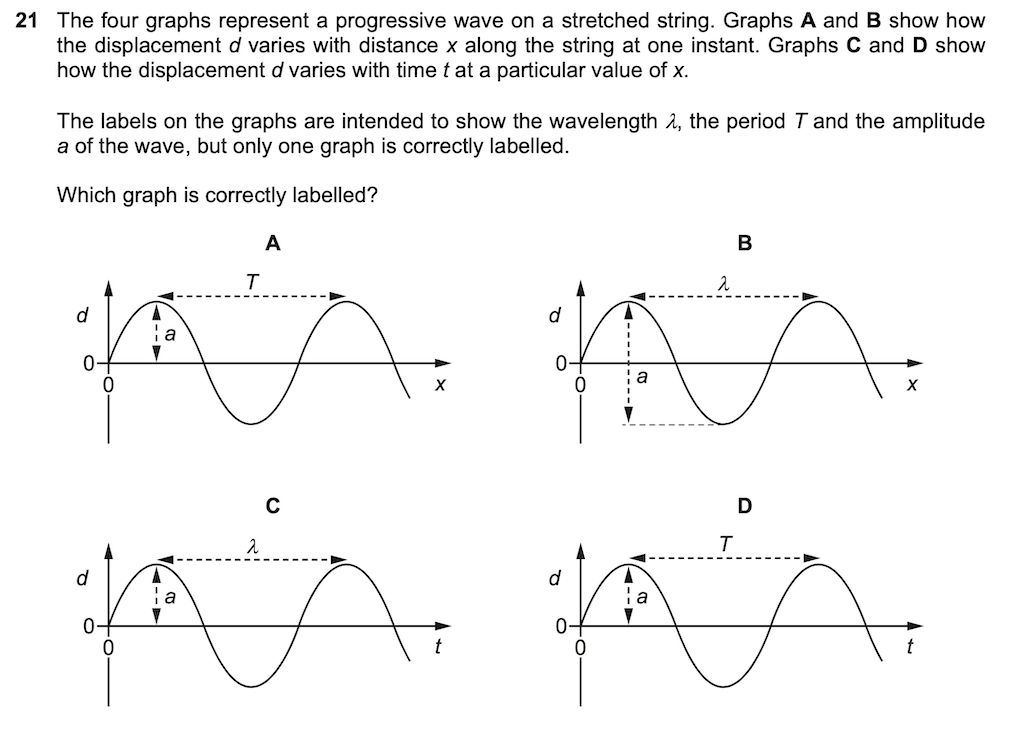 21 The four graphs represent a progressive wave on a stretched string. Graphs A and B show how
the displacement d varies with distance x along the string at one instant. Graphs C and D show
how the displacement d varies with time t at a particular value of x.
The labels on the graphs are intended to show the wavelength λ, the period T and the amplitude
a of the wave, but only one graph is correctly labelled.
Which graph is correctly labelled?
A
T
d
a
0
0
x
B
λ
d
0
a
0
x
C
λ
d
a
0
0
t
D
T
d
a
0
0
t